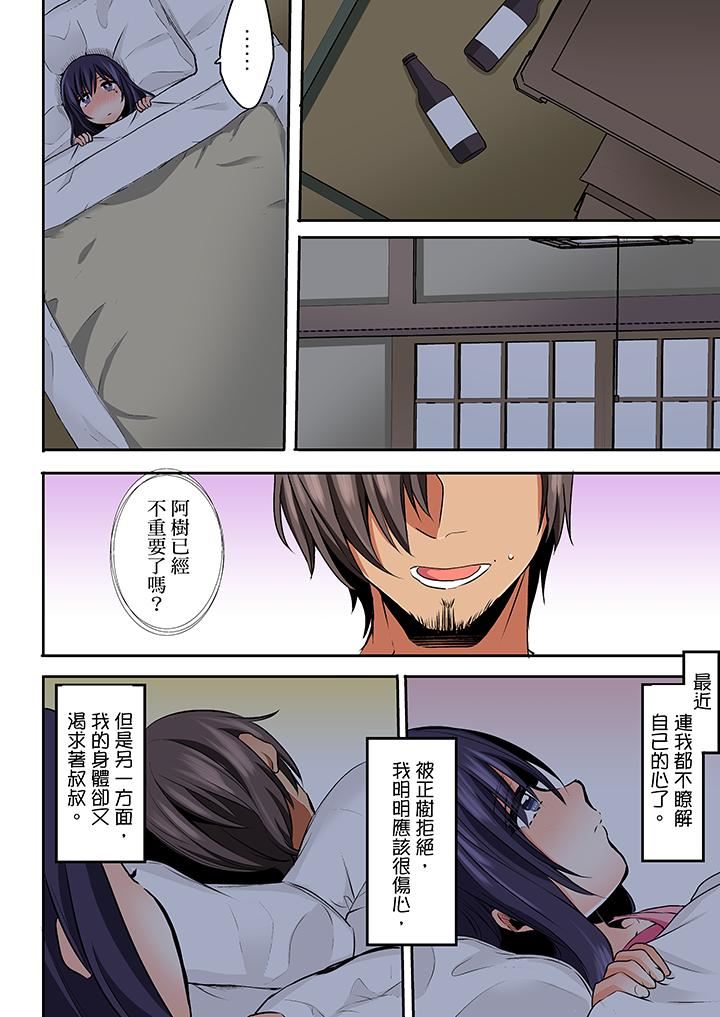 ……
阿樹已經
不重要了嗎？
最近
連我都不瞭解
自己的心了。
被正樹拒絕，
我明明應該很傷心，
但是另一方面，
我的身體卻又
渴求著叔叔。